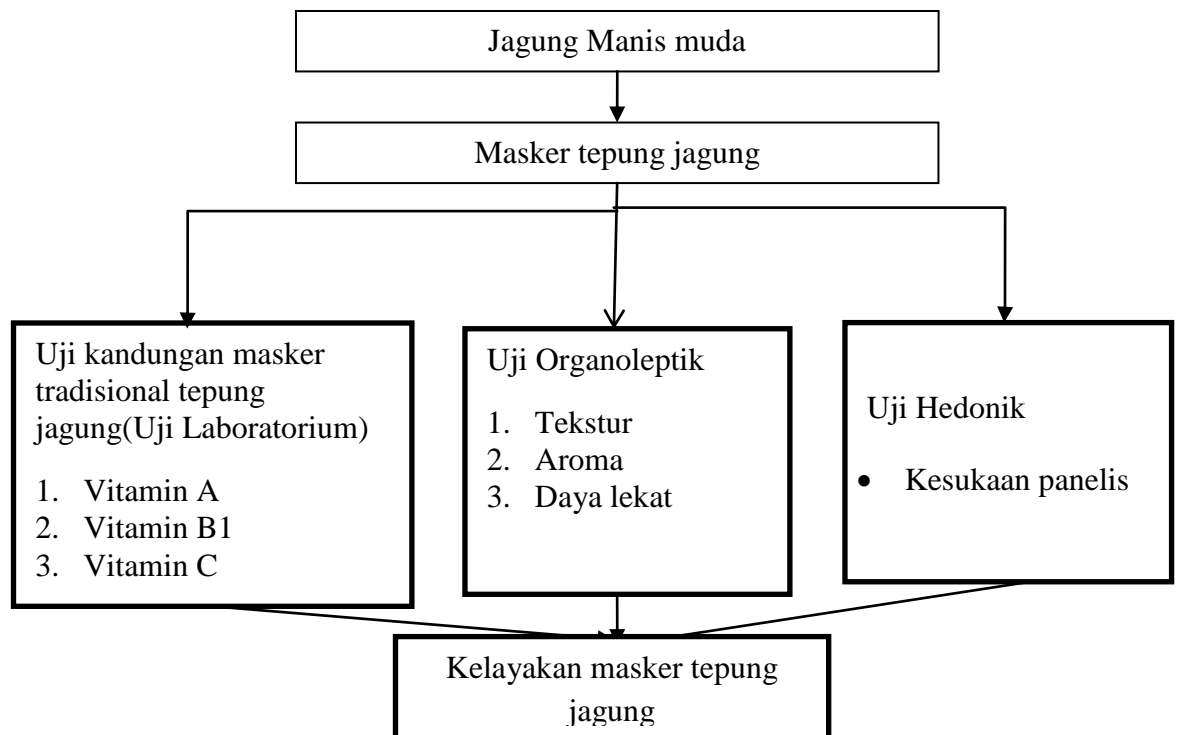 Jagung Manis muda
Masker tepung jagung
Uji kandungan masker
tradisional tepung
jagung(Uji Laboratorium)
1. Vitamin A
2. Vitamin B1
3. Vitamin C
Uji Organoleptik
1. Tekstur
2. Aroma
3. Daya lekat
Uji Hedonik
• Kesukaan panelis
Kelayakan masker tepung
jagung